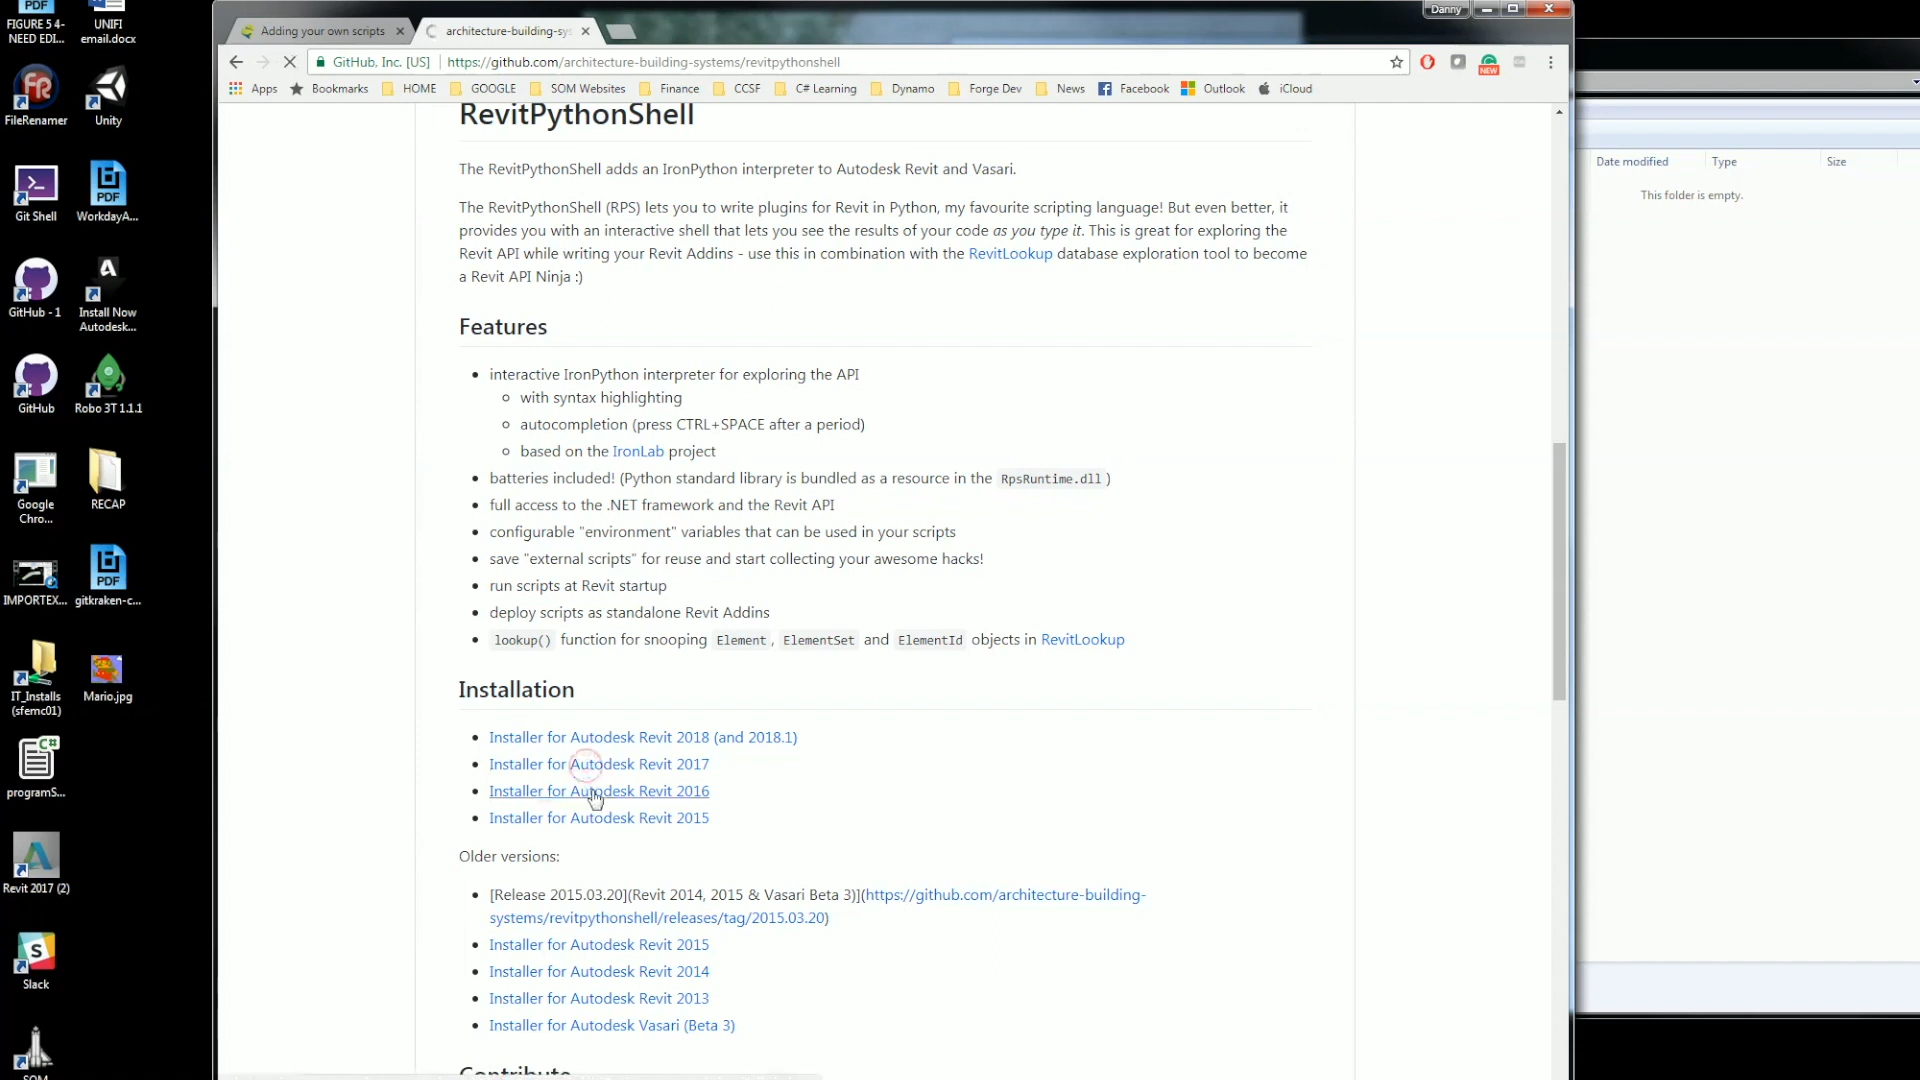 FIGURE 5 4-
NEED EDI...
UNIFI
email.docx
FileRenamer
Unity
Git Shell
WorkdayA...
GitHub - 1
Install Now
Autodesk...
GitHub
Robo 3T 1.1.1
Google
Chro...
RECAP
IMPORTEX...
gitkraken-c...
IT_Installs
(sfemc01)
Mario.jpg
programS...
Revit 2017 (2)
Slack
Danny
Adding your own scripts
architecture-building-sys
GitHub, Inc. [US]
https://github.com/architecture-building-systems/revitpythonshell
NEW
Apps
Bookmarks
HOME
GOOGLE
SOM Websites
Finance
CCSF
C# Learning
Dynamo
Forge Dev
News
Facebook
Outlook
iCloud
RevitPythonShell
The RevitPythonShell adds an IronPython interpreter to Autodesk Revit and Vasari.
The RevitPythonShell (RPS) lets you to write plugins for Revit in Python, my favourite scripting language! But even better, it
provides you with an interactive shell that lets you see the results of your code as you type it. This is great for exploring the
Revit API while writing your Revit Addins - use this in combination with the RevitLookup database exploration tool to become
a Revit API Ninja :)
Features
interactive IronPython interpreter for exploring the API
with syntax highlighting
autocompletion (press CTRL+SPACE after a period)
based on the IronLab project
batteries included! (Python standard library is bundled as a resource in the RpsRuntime.dll )
full access to the .NET framework and the Revit API
configurable "environment" variables that can be used in your scripts
save "external scripts" for reuse and start collecting your awesome hacks!
run scripts at Revit startup
deploy scripts as standalone Revit Addins
lookup() function for snooping Element , ElementSet and ElementId objects in RevitLookup
Installation
Installer for Autodesk Revit 2018 (and 2018.1)
Installer for Autodesk Revit 2017
Installer for Autodesk Revit 2016
Installer for Autodesk Revit 2015
Older versions:
[Release 2015.03.20](Revit 2014, 2015 & Vasari Beta 3)](https://github.com/architecture-building-
systems/revitpythonshell/releases/tag/2015.03.20)
Installer for Autodesk Revit 2015
Installer for Autodesk Revit 2014
Installer for Autodesk Revit 2013
Installer for Autodesk Vasari (Beta 3)
Contribute
Date modified
Type
Size
This folder is empty.